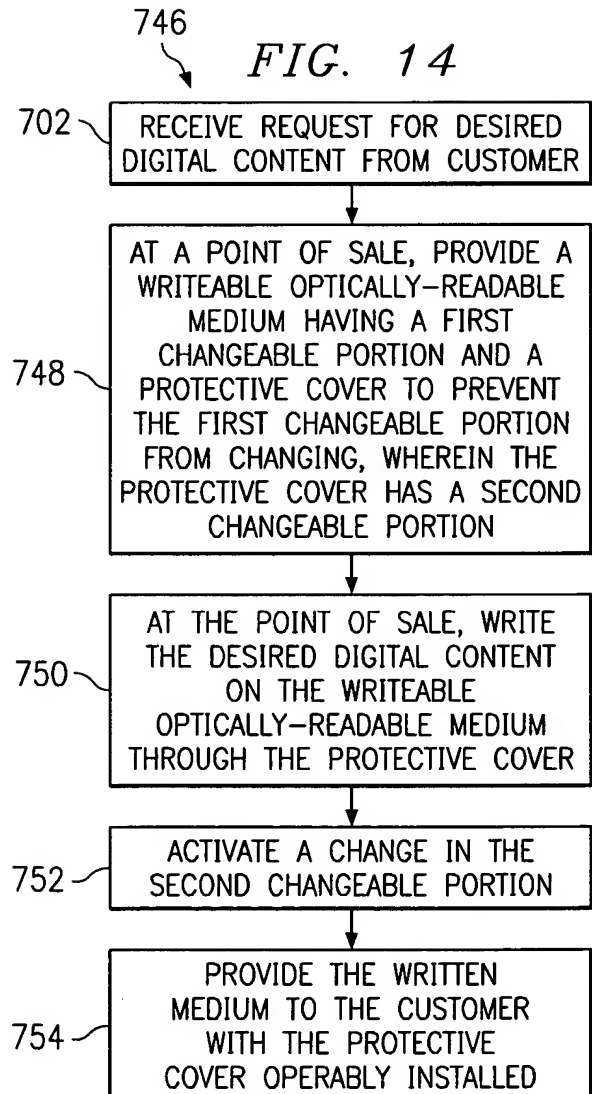 746
FIG. 14
702
RECEIVE REQUEST FOR DESIRED
DIGITAL CONTENT FROM CUSTOMER
748
AT A POINT OF SALE, PROVIDE A
WRITEABLE OPTICALLY–READABLE
MEDIUM HAVING A FIRST
CHANGEABLE PORTION AND A
PROTECTIVE COVER TO PREVENT
THE FIRST CHANGEABLE PORTION
FROM CHANGING, WHEREIN THE
PROTECTIVE COVER HAS A SECOND
CHANGEABLE PORTION
750
AT THE POINT OF SALE, WRITE
THE DESIRED DIGITAL CONTENT
ON THE WRITEABLE
OPTICALLY–READABLE MEDIUM
THROUGH THE PROTECTIVE COVER
752
ACTIVATE A CHANGE IN THE
SECOND CHANGEABLE PORTION
754
PROVIDE THE WRITTEN
MEDIUM TO THE CUSTOMER
WITH THE PROTECTIVE
COVER OPERABLY INSTALLED